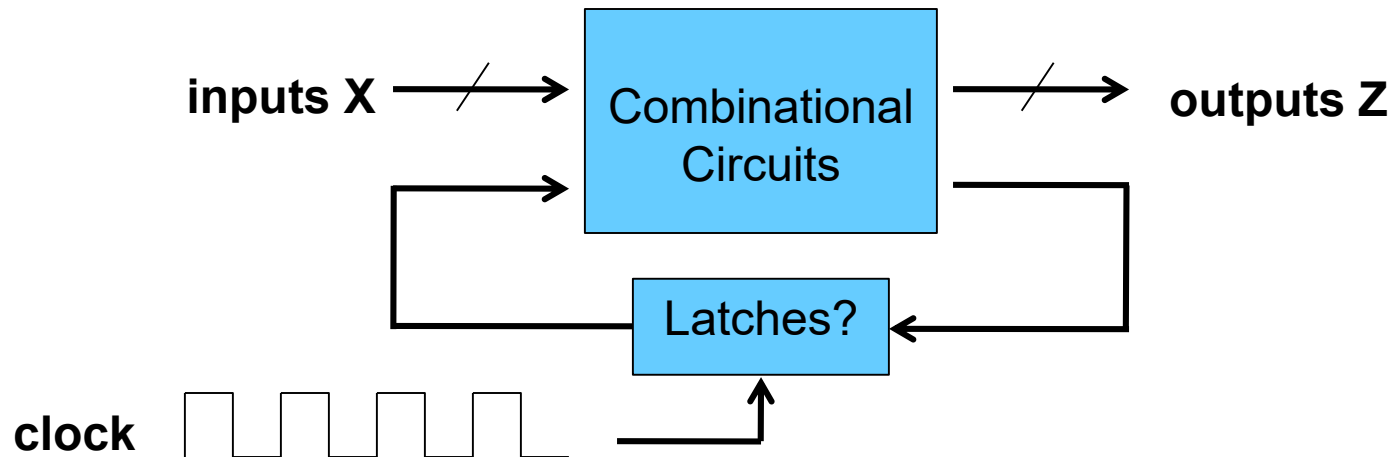 inputs X
Combinational
Circuits
outputs Z
Latches?
clock